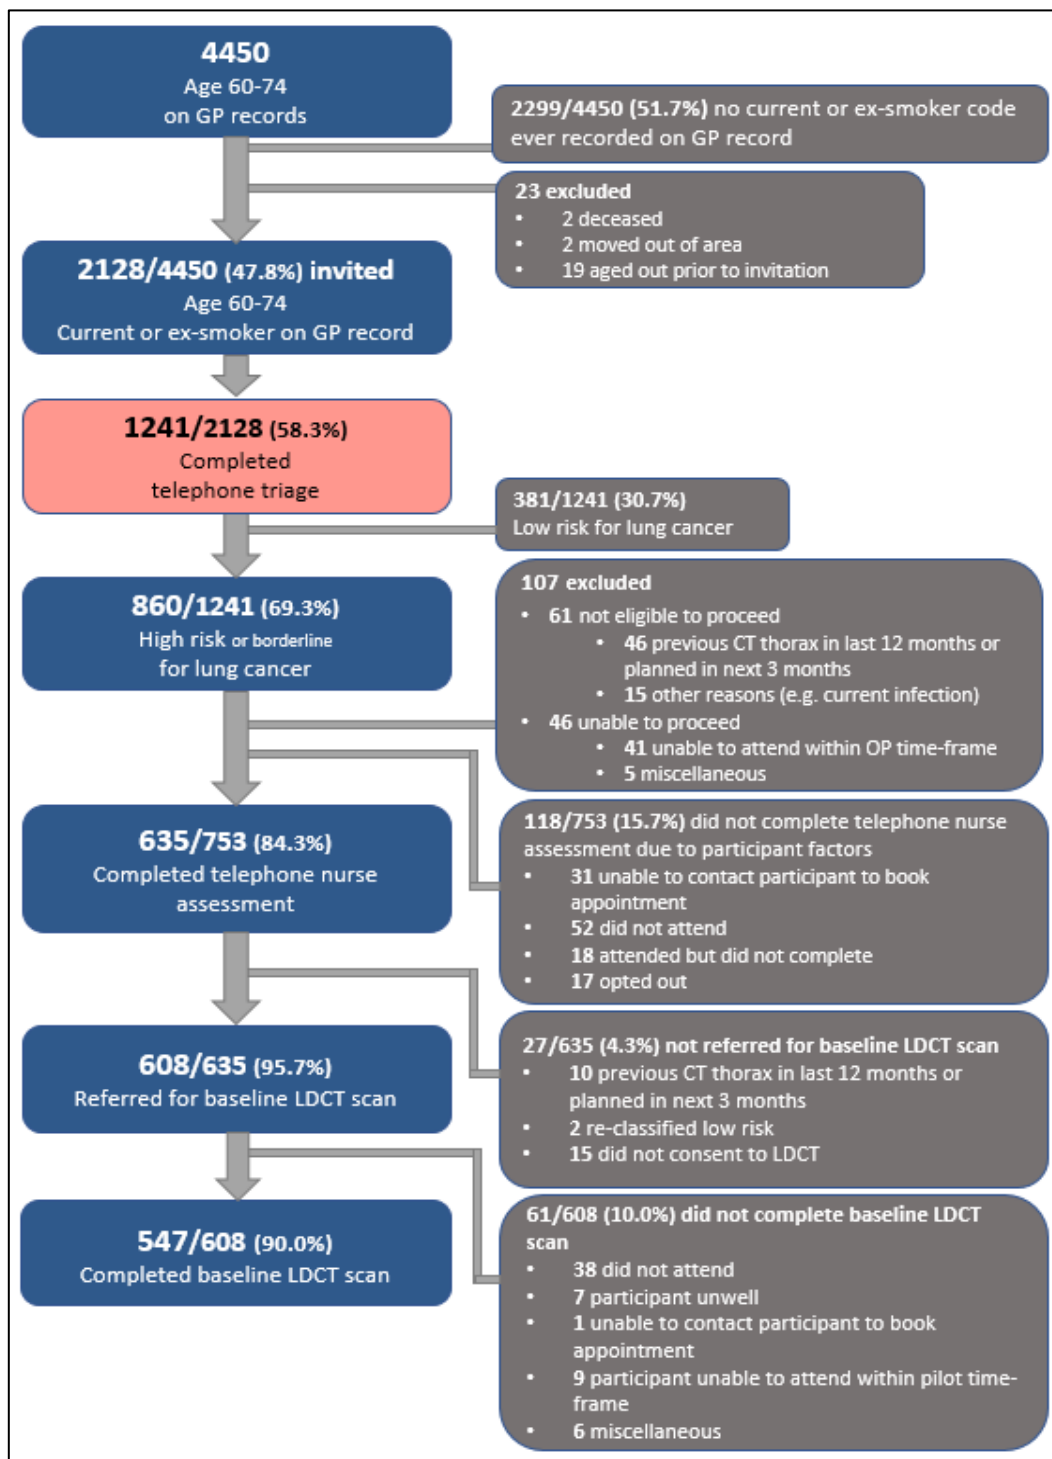 4450
Age 60-74
on GP records
2299/4450 (51.7%) no current or ex-smoker code
ever recorded on GP record
23 excluded
• 2 deceased
• 2 moved out of area
• 19 aged out prior to invitation
2128/4450 (47.8%) invited
Age 60-74
Current or ex-smoker on GP record
1241/2128 (58.3%)
Completed
telephone triage
381/1241 (30.7%)
Low risk for lung cancer
860/1241 (69.3%)
High risk or borderline
for lung cancer
107 excluded
• 61 not eligible to proceed
• 46 previous CT thorax in last 12 months or
planned in next 3 months
• 15 other reasons (e.g. current infection)
• 46 unable to proceed
• 41 unable to attend within OP time-frame
• 5 miscellaneous
635/753 (84.3%)
Completed telephone nurse
assessment
118/753 (15.7%) did not complete telephone nurse
assessment due to participant factors
• 31 unable to contact participant to book
appointment
• 52 did not attend
• 18 attended but did not complete
• 17 opted out
608/635 (95.7%)
Referred for baseline LDCT scan
27/635 (4.3%) not referred for baseline LDCT scan
• 10 previous CT thorax in last 12 months or
planned in next 3 months
• 2 re-classified low risk
• 15 did not consent to LDCT
547/608 (90.0%)
Completed baseline LDCT scan
61/608 (10.0%) did not complete baseline LDCT
scan
• 38 did not attend
• 7 participant unwell
• 1 unable to contact participant to book
appointment
• 9 participant unable to attend within pilot time-
frame
• 6 miscellaneous